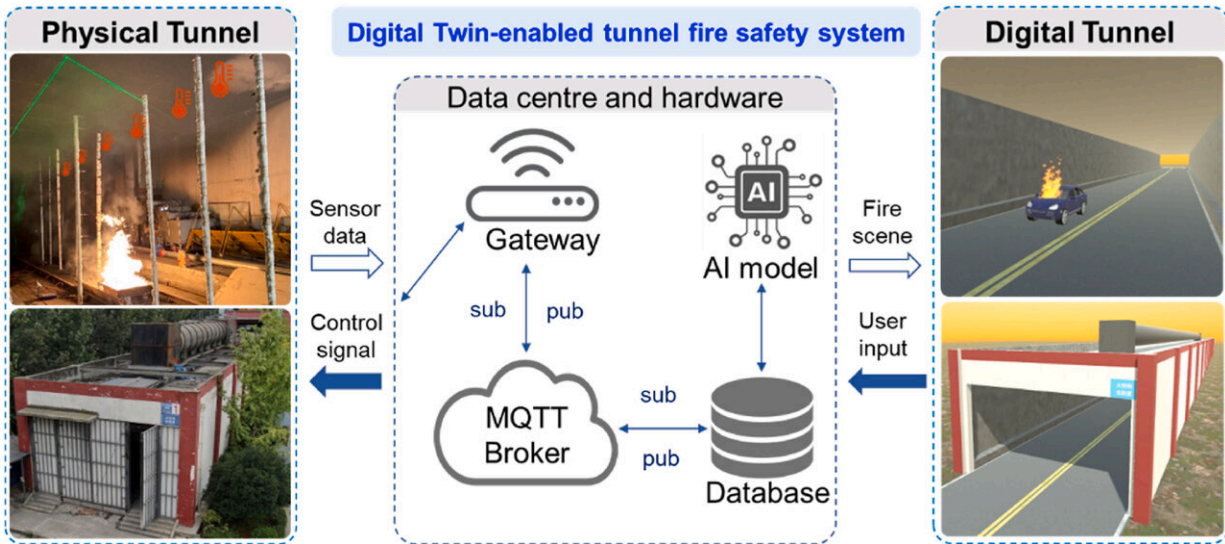 Physical Tunnel
Digital Twin-enabled tunnel fire safety system
Digital Tunnel
Data centre and hardware
Sensor
data
Gateway
AI
AI model
Fire
scene
sub
pub
Control
signal
User
input
MQTT
Broker
sub
pub
Database
1